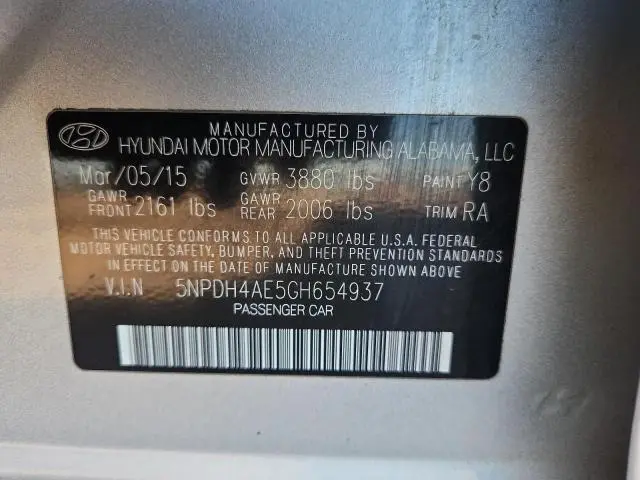 MANUFACTURED BY
HYUNDAI MOTOR MANUFACTURING ALABAMA, LLC
Mar/05/15 GVWR 3880 lbs PAINT Y8
GAWR FRONT 2161 lbs GAWR REAR 2006 lbs TRIM RA
THIS VEHICLE CONFORMS TO ALL APPLICABLE U.S.A. FEDERAL
MOTOR VEHICLE SAFETY, BUMPER, AND THEFT PREVENTION STANDARDS
IN EFFECT ON THE DATE OF MANUFACTURE SHOWN ABOVE
V.I.N 5NPDH4AE5GH654937
PASSENGER CAR